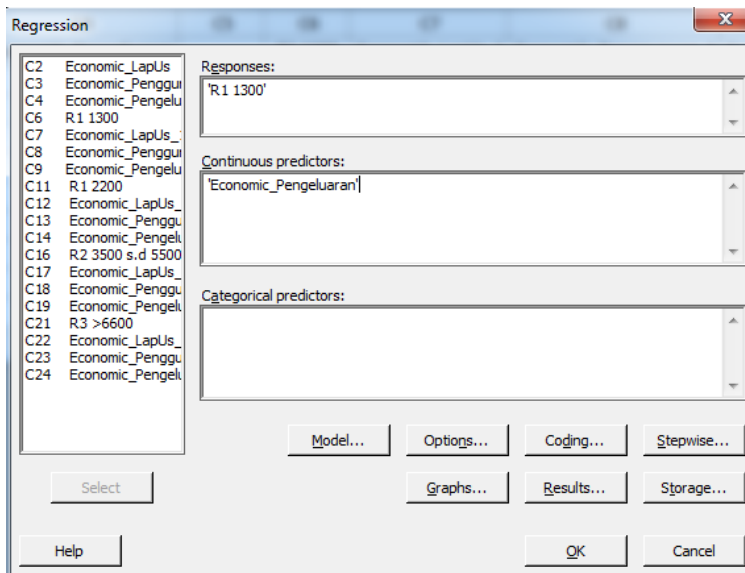 Regression
C2 Economic_LapUs
C3 Economic_Penggu
C4 Economic_Pengelu
C6 R1 1300
C7 Economic_LapUs_
C8 Economic_Penggu
C9 Economic_Pengelu
C11 R1 2200
C12 Economic_LapUs_
C13 Economic_Penggu
C14 Economic_Pengelu
C16 R2 3500 s.d 5500
C17 Economic_LapUs_
C18 Economic_Penggu
C19 Economic_Pengelu
C21 R3 >6600
C22 Economic_LapUs_
C23 Economic_Penggu
C24 Economic_Pengelu
Responses:
'R1 1300'
Continuous predictors:
'Economic_Pengeluaran'
Categorical predictors:
Model... Options... Coding... Stepwise...
Select Graphs... Results... Storage...
Help OK Cancel